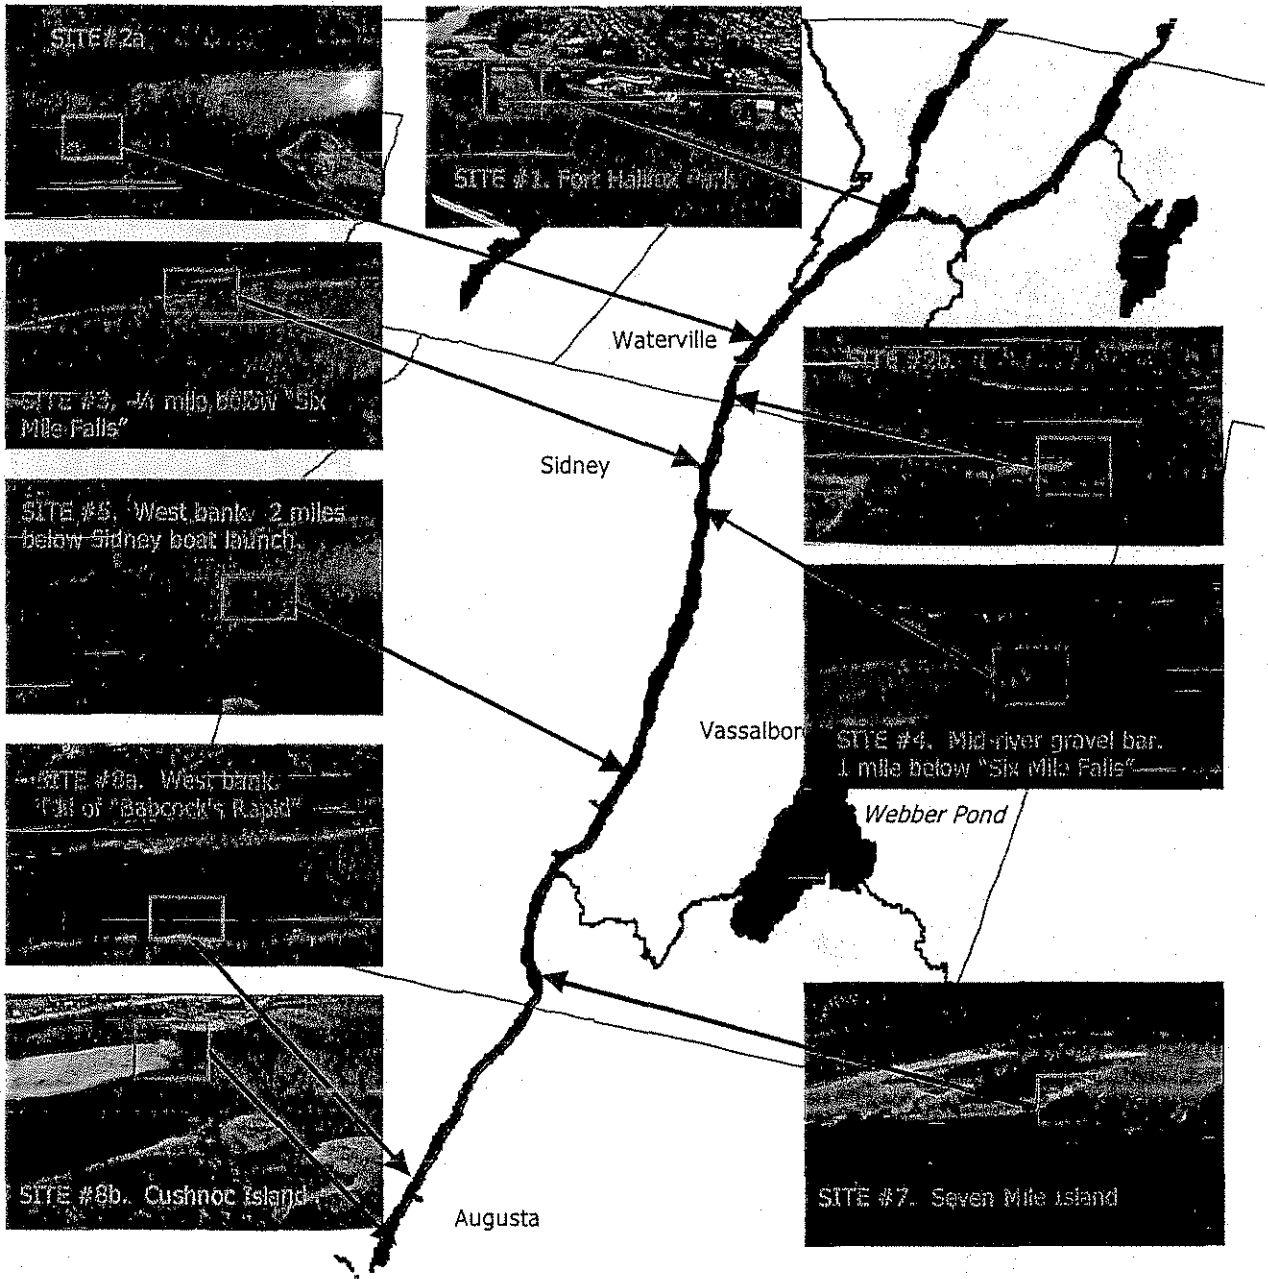 SITE #2a
SITE #1. Fort Halifax Park
Waterville
SITE #2b.
SITE #3. ¼ mile below "Six
Mile Falls"
Sidney
SITE #5. West bank. 2 miles
below Sidney boat launch.
Vassalbor
SITE #4. Mid-river gravel bar.
1 mile below "Six Mile Falls"
SITE #8a. West bank.
Tail of "Babcock's Rapid"
Webber Pond
SITE #8b. Cushnoc Island
SITE #7. Seven Mile Island
Augusta